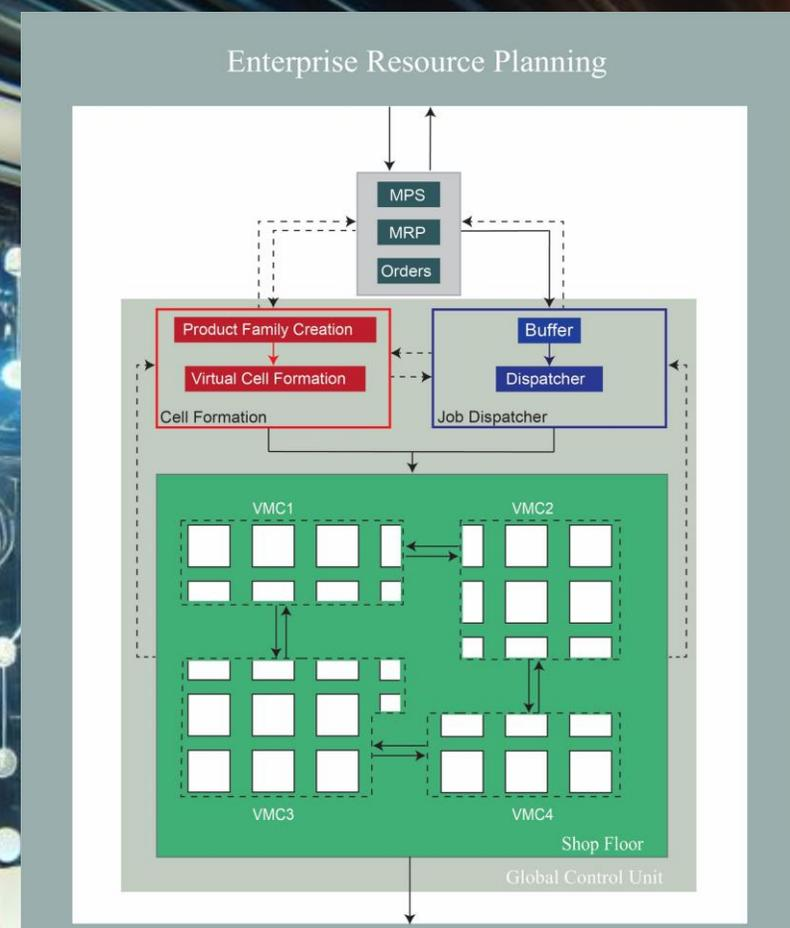 Enterprise Resource Planning
MPS
MRP
Orders
Product Family Creation
Virtual Cell Formation
Cell Formation
Buffer
Dispatcher
Job Dispatcher
VMC1
VMC2
VMC3
VMC4
Shop Floor
Global Control Unit